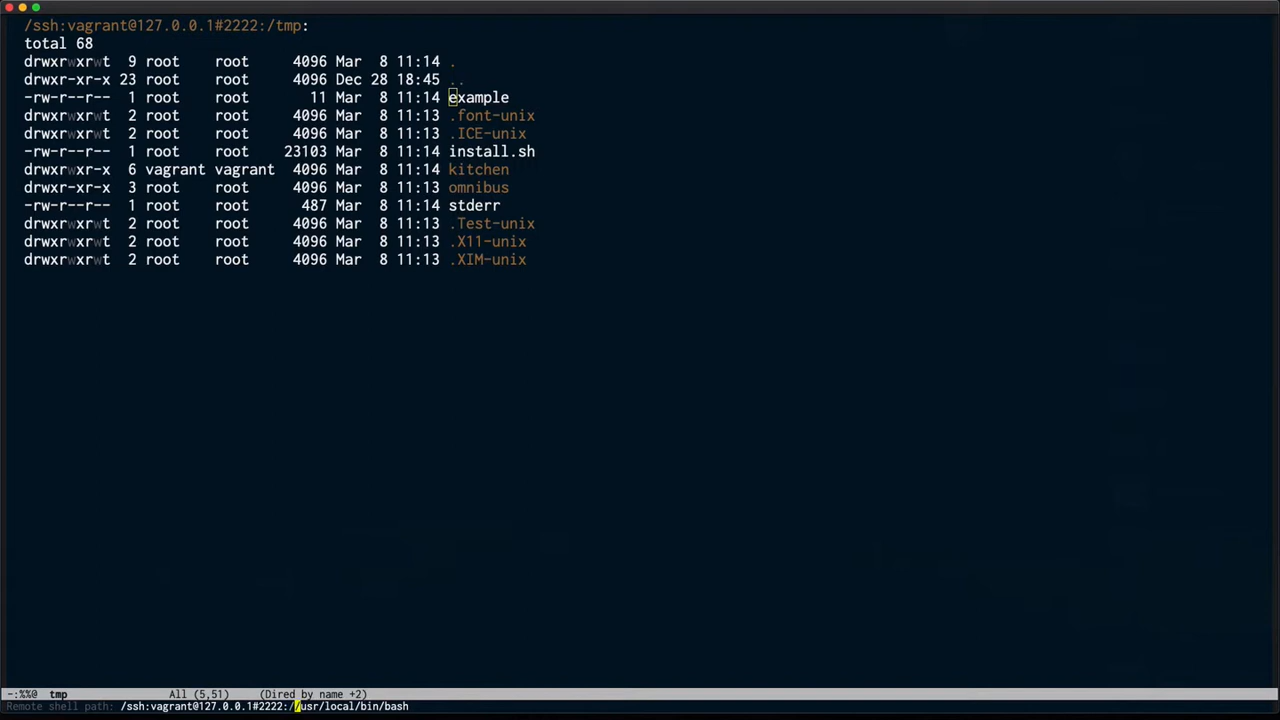 /ssh:vagrant@127.0.0.1#2222:/tmp:
total 68
drwxrwxrwt  9 root    root     4096 Mar  8 11:14 .
drwxr-xr-x 23 root    root     4096 Dec 28 18:45 ..
-rw-r--r--  1 root    root       11 Mar  8 11:14 example
drwxrwxrwt  2 root    root     4096 Mar  8 11:13 .font-unix
drwxrwxrwt  2 root    root     4096 Mar  8 11:13 .ICE-unix
-rw-r--r--  1 root    root    23103 Mar  8 11:14 install.sh
drwxr-xr-x  6 vagrant vagrant  4096 Mar  8 11:14 kitchen
drwxr-xr-x  3 root    root     4096 Mar  8 11:13 omnibus
-rw-r--r--  1 root    root      487 Mar  8 11:14 stderr
drwxrwxrwt  2 root    root     4096 Mar  8 11:13 .Test-unix
drwxrwxrwt  2 root    root     4096 Mar  8 11:13 .X11-unix
drwxrwxrwt  2 root    root     4096 Mar  8 11:13 .XIM-unix
-:%%@  tmp            All (5,51)    (Dired by name +2)
Remote shell path: /ssh:vagrant@127.0.0.1#2222://usr/local/bin/bash